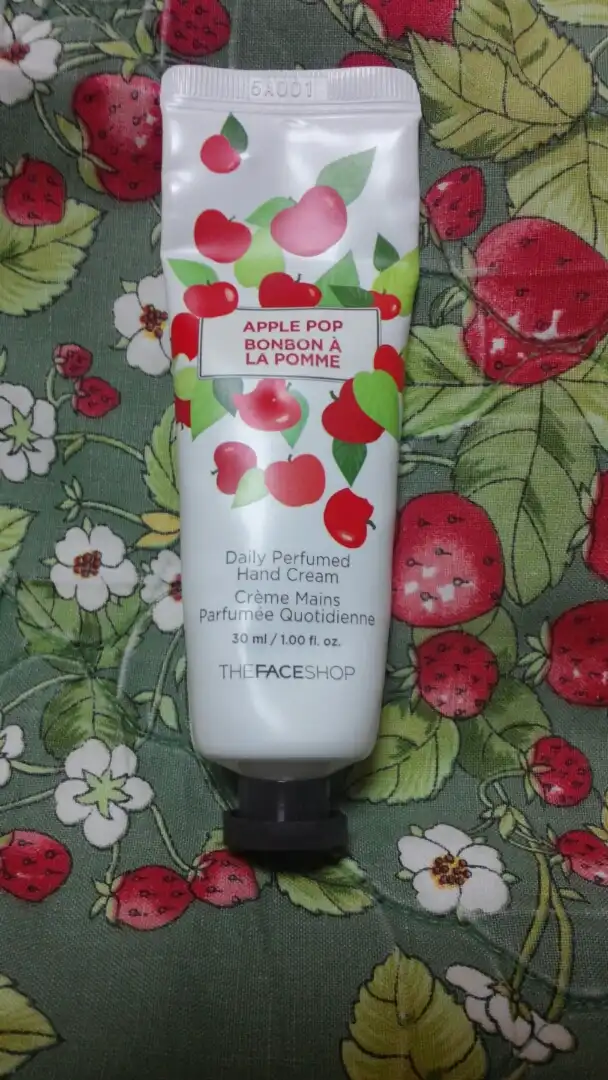 6A001
APPLE POP
BONBON À
LA POMME
Daily Perfumed
Hand Cream
Crème Mains
Parfumée Quotidienne
30 ml / 1.00 fl. oz.
THEFACESHOP